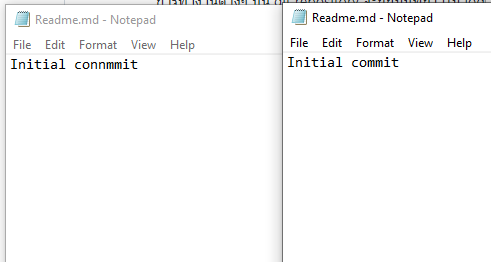 Readme.md - Notepad
File Edit Format View Help
Initial connmmit
Readme.md - Notepad
File Edit Format View Help
Initial commit